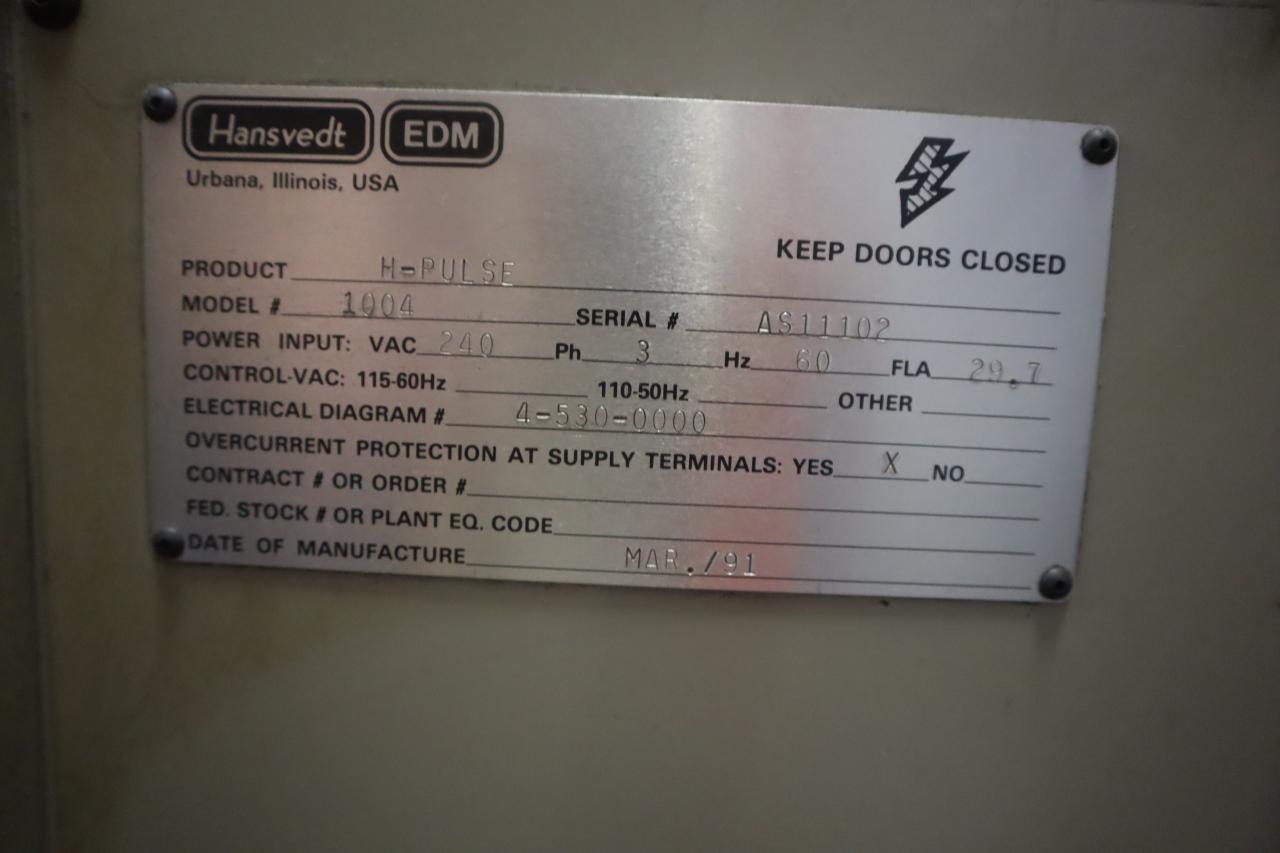 Hansvedt EDM
Urbana, Illinois, USA
KEEP DOORS CLOSED
PRODUCT H-PULSE
MODEL # 1004 SERIAL # AS11102
POWER INPUT: VAC 240 Ph 3 Hz 60 FLA 29.7
CONTROL-VAC: 115-60Hz 110-50Hz OTHER
ELECTRICAL DIAGRAM # 4-530-0000
OVERCURRENT PROTECTION AT SUPPLY TERMINALS: YES X NO
CONTRACT # OR ORDER #
FED. STOCK # OR PLANT EQ. CODE
DATE OF MANUFACTURE MAR./91